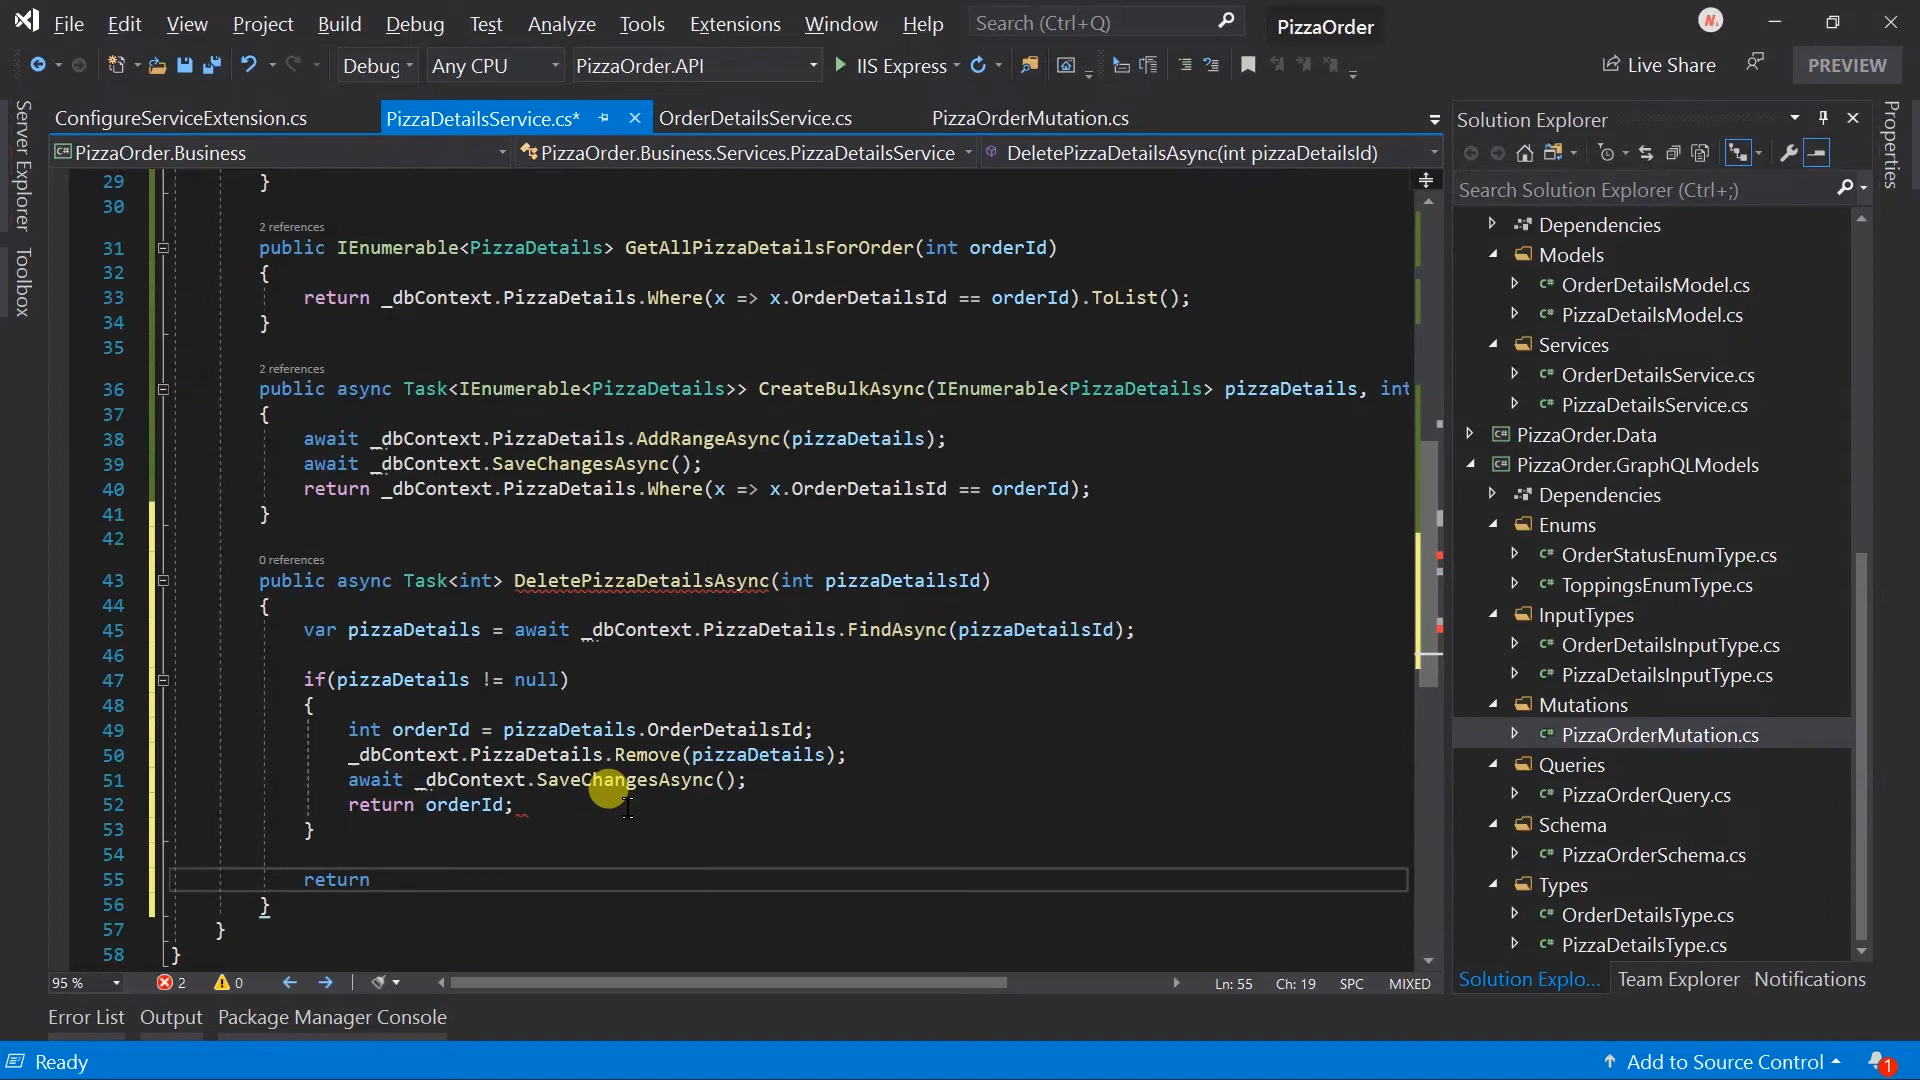 File Edit View Project Build Debug Test Analyze Tools Extensions Window Help Search (Ctrl+Q) PizzaOrder
Debug Any CPU PizzaOrder.API IIS Express Live Share PREVIEW
ConfigureServiceExtension.cs PizzaDetailsService.cs* OrderDetailsService.cs PizzaOrderMutation.cs
PizzaOrder.Business PizzaOrder.Business.Services.PizzaDetailsService DeletePizzaDetailsAsync(int pizzaDetailsId)
Server Explorer
Toolbox
29 }
30
2 references
31 public IEnumerable<PizzaDetails> GetAllPizzaDetailsForOrder(int orderId)
32 {
33 return _dbContext.PizzaDetails.Where(x => x.OrderDetailsId == orderId).ToList();
34 }
35
2 references
36 public async Task<IEnumerable<PizzaDetails>> CreateBulkAsync(IEnumerable<PizzaDetails> pizzaDetails, int
37 {
38 await _dbContext.PizzaDetails.AddRangeAsync(pizzaDetails);
39 await _dbContext.SaveChangesAsync();
40 return _dbContext.PizzaDetails.Where(x => x.OrderDetailsId == orderId);
41 }
42
0 references
43 public async Task<int> DeletePizzaDetailsAsync(int pizzaDetailsId)
44 {
45 var pizzaDetails = await _dbContext.PizzaDetails.FindAsync(pizzaDetailsId);
46
47 if(pizzaDetails != null)
48 {
49 int orderId = pizzaDetails.OrderDetailsId;
50 _dbContext.PizzaDetails.Remove(pizzaDetails);
51 await _dbContext.SaveChangesAsync();
52 return orderId;
53 }
54
55 return
56 }
57 }
58 }
95 % 2 0 Ln: 55 Ch: 19 SPC MIXED
Error List Output Package Manager Console
Ready Add to Source Control 1
Solution Explorer
Search Solution Explorer (Ctrl+;)
Dependencies
Models
C# OrderDetailsModel.cs
C# PizzaDetailsModel.cs
Services
C# OrderDetailsService.cs
C# PizzaDetailsService.cs
C# PizzaOrder.Data
C# PizzaOrder.GraphQLModels
Dependencies
Enums
C# OrderStatusEnumType.cs
C# ToppingsEnumType.cs
InputTypes
C# OrderDetailsInputType.cs
C# PizzaDetailsInputType.cs
Mutations
C# PizzaOrderMutation.cs
Queries
C# PizzaOrderQuery.cs
Schema
C# PizzaOrderSchema.cs
Types
C# OrderDetailsType.cs
C# PizzaDetailsType.cs
Solution Explo... Team Explorer Notifications
Properties